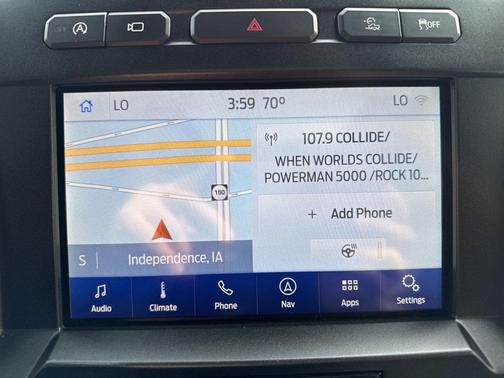 OFF
LO
3:59
70°
LO
107.9 COLLIDE/
WHEN WORLDS COLLIDE/
POWERMAN 5000 /ROCK 10...
150
+ Add Phone
S | Independence, IA
Audio
Climate
Phone
Nav
Apps
Settings